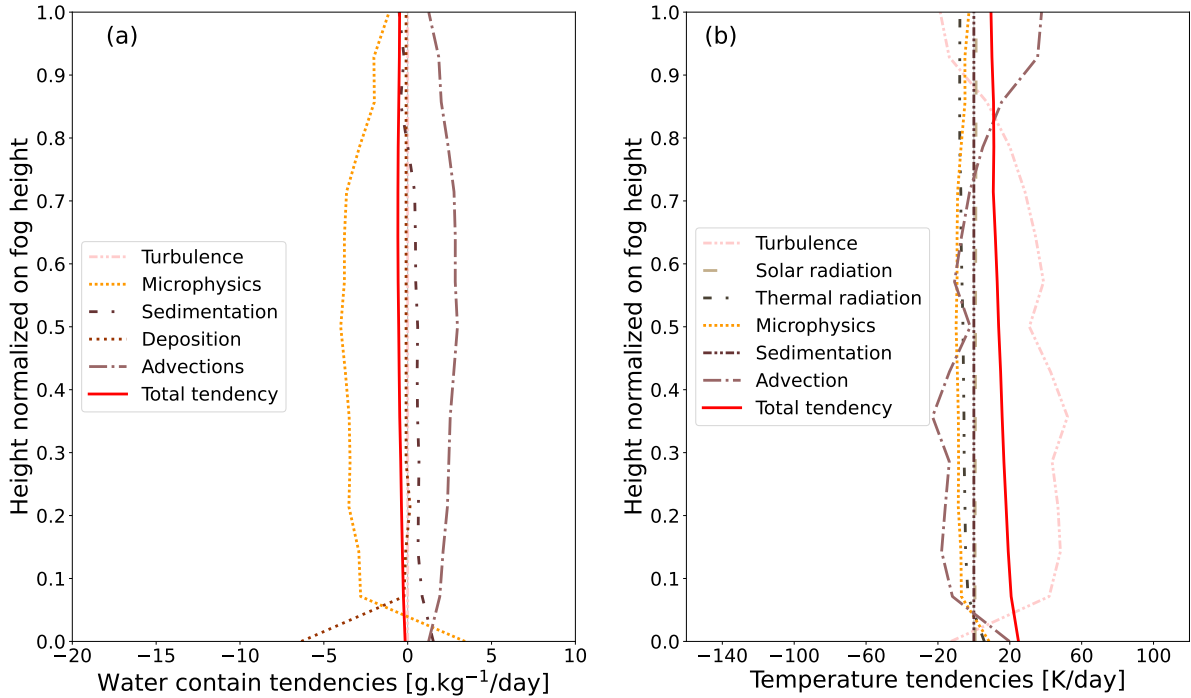 (a)
1.0
0.9
0.8
0.7
0.6
0.5
0.4
0.3
0.2
0.1
0.0
Height normalized on fog height
Turbulence
Microphysics
Sedimentation
Deposition
Advections
Total tendency
−20
−15
−10
−5
0
5
10
Water contain tendencies [g.kg⁻¹/day]
(b)
1.0
0.9
0.8
0.7
0.6
0.5
0.4
0.3
0.2
0.1
0.0
Height normalized on fog height
Turbulence
Solar radiation
Thermal radiation
Microphysics
Sedimentation
Advection
Total tendency
−140
−100
−60
−20
20
60
100
Temperature tendencies [K/day]